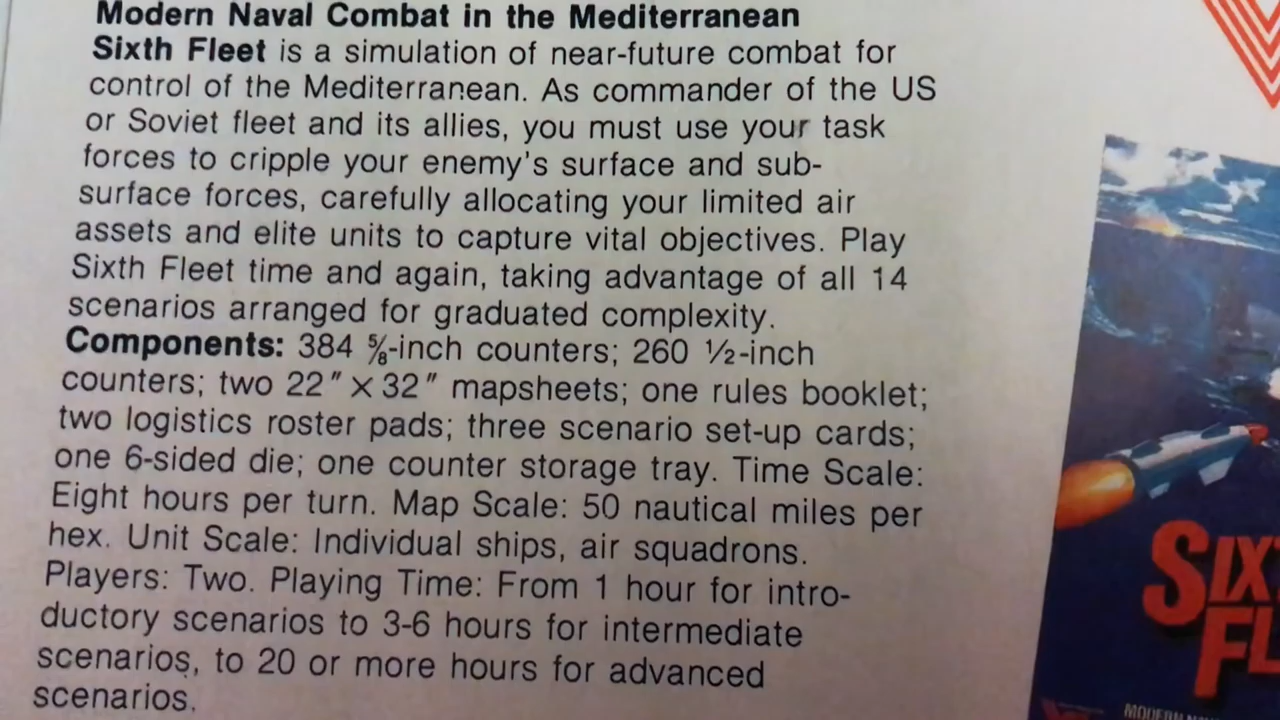 Modern Naval Combat in the Mediterranean
Sixth Fleet is a simulation of near-future combat for
control of the Mediterranean. As commander of the US
or Soviet fleet and its allies, you must use your task
forces to cripple your enemy's surface and sub-
surface forces, carefully allocating your limited air
assets and elite units to capture vital objectives. Play
Sixth Fleet time and again, taking advantage of all 14
scenarios arranged for graduated complexity.
Components: 384 ⅝-inch counters; 260 ½-inch
counters; two 22" × 32" mapsheets; one rules booklet;
two logistics roster pads; three scenario set-up cards;
one 6-sided die; one counter storage tray. Time Scale:
Eight hours per turn. Map Scale: 50 nautical miles per
hex. Unit Scale: Individual ships, air squadrons.
Players: Two. Playing Time: From 1 hour for intro-
ductory scenarios to 3-6 hours for intermediate
scenarios, to 20 or more hours for advanced
scenarios.
SIX
FL
MODERN